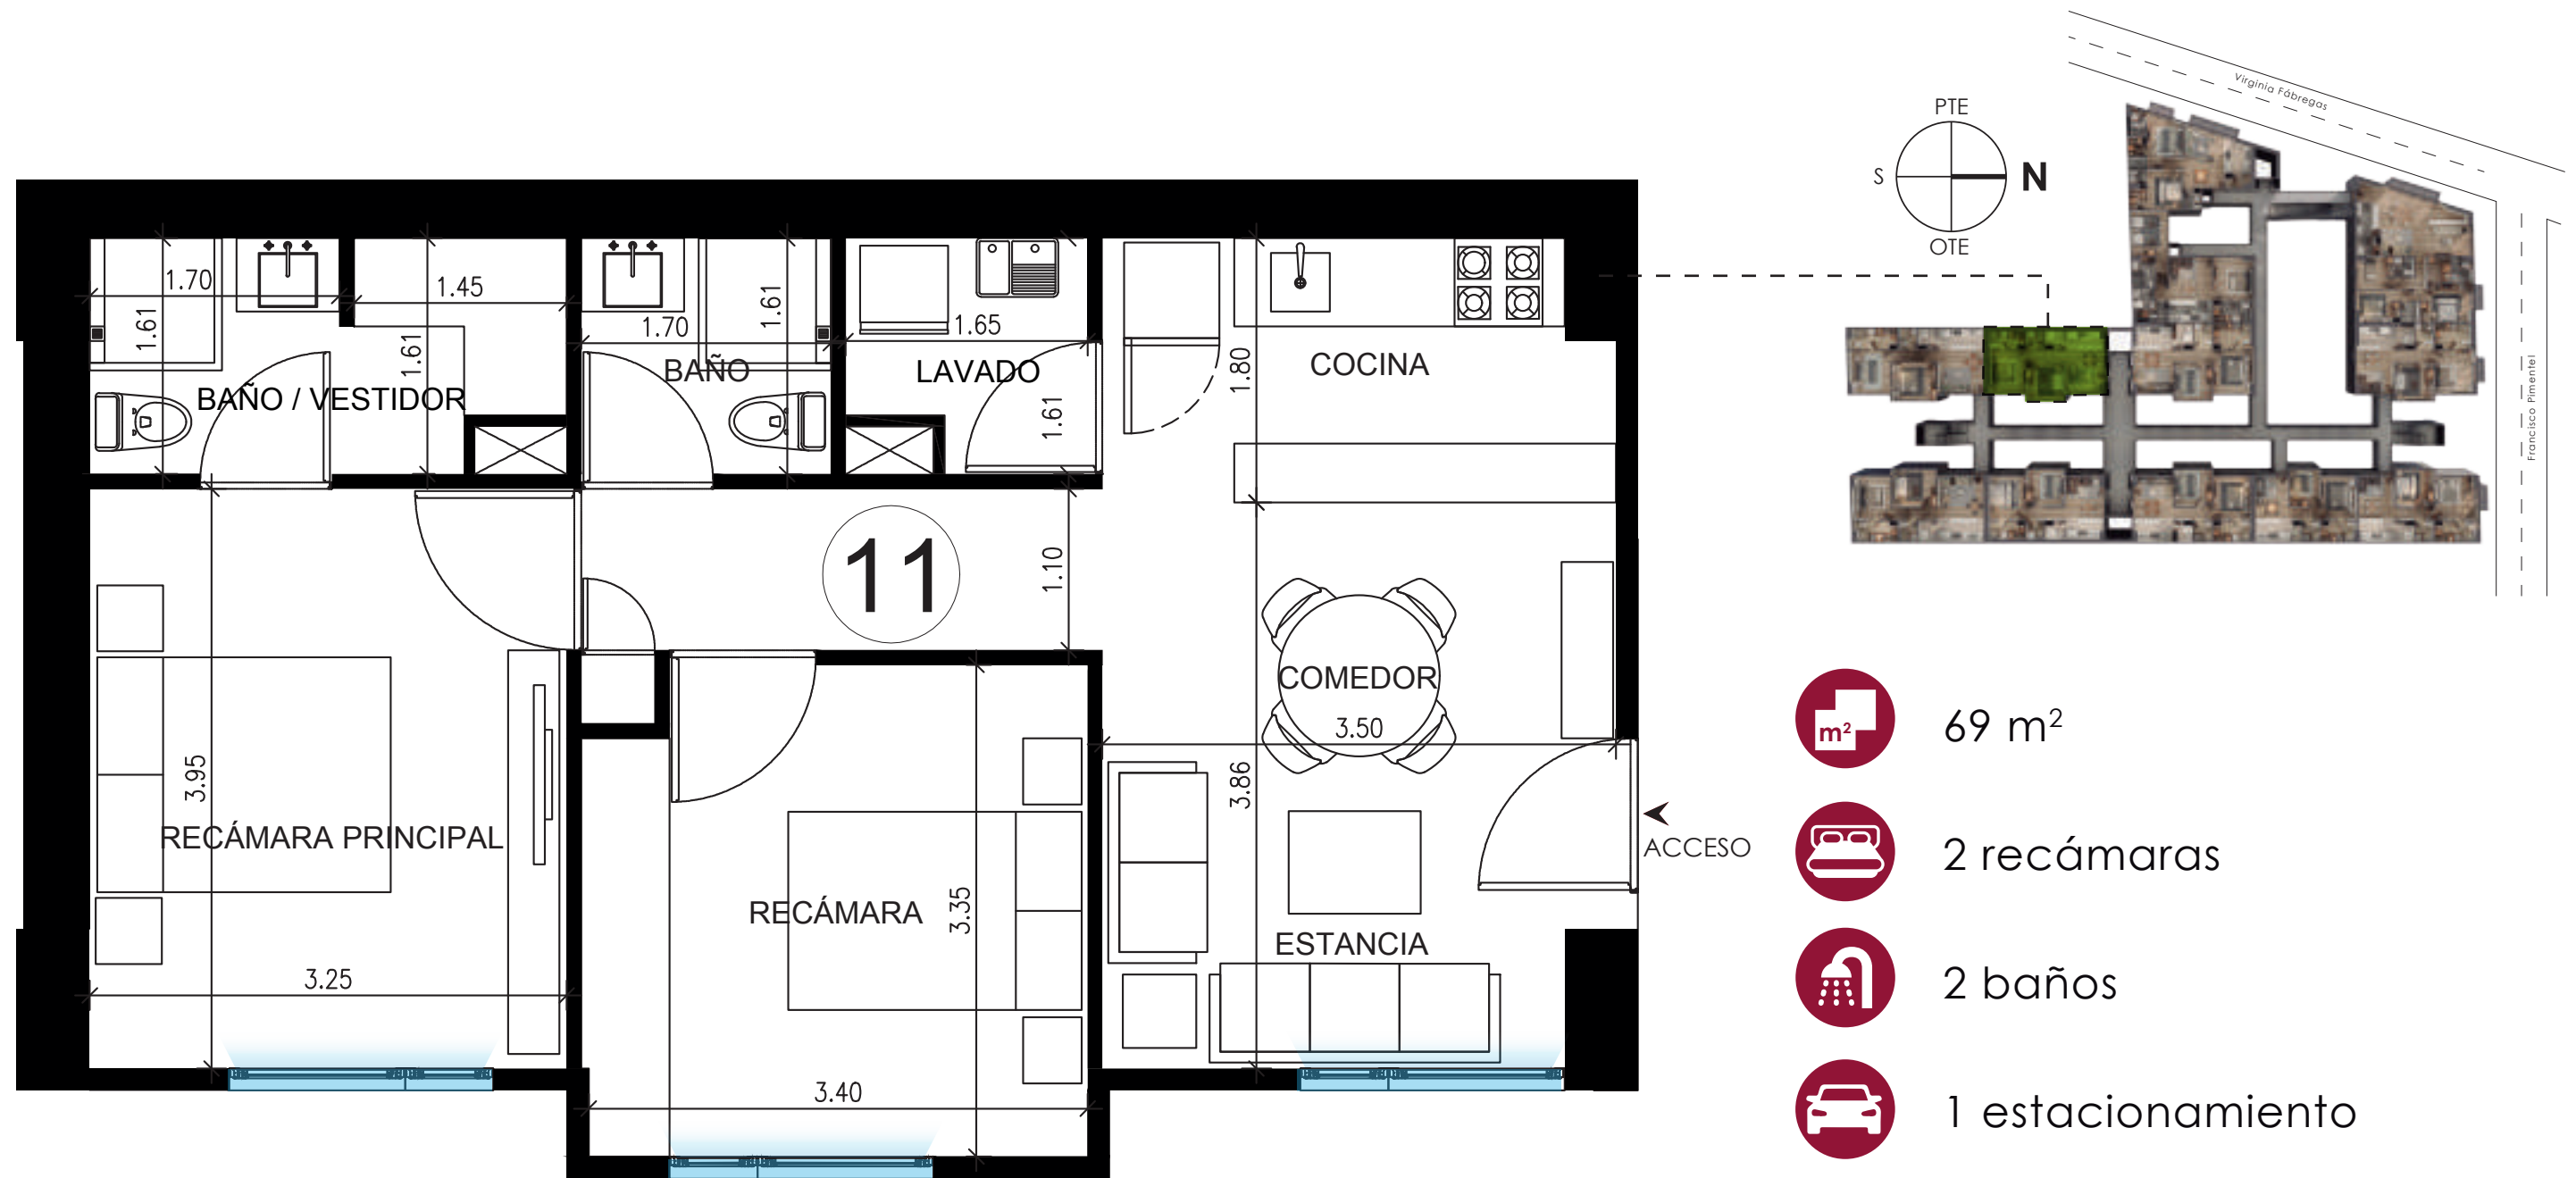 Virginia Fábregas
PTE
S
N
OTE
Francisco Pimentel
1.70
1.45
1.61
1.61
BAÑO / VESTIDOR
1.70
1.61
BAÑO
1.65
LAVADO
1.61
1.80
COCINA
11
1.10
COMEDOR
3.50
3.86
3.95
RECÁMARA PRINCIPAL
3.25
RECÁMARA
3.35
3.40
ESTANCIA
ACCESO
m²
69 m²
2 recámaras
2 baños
1 estacionamiento